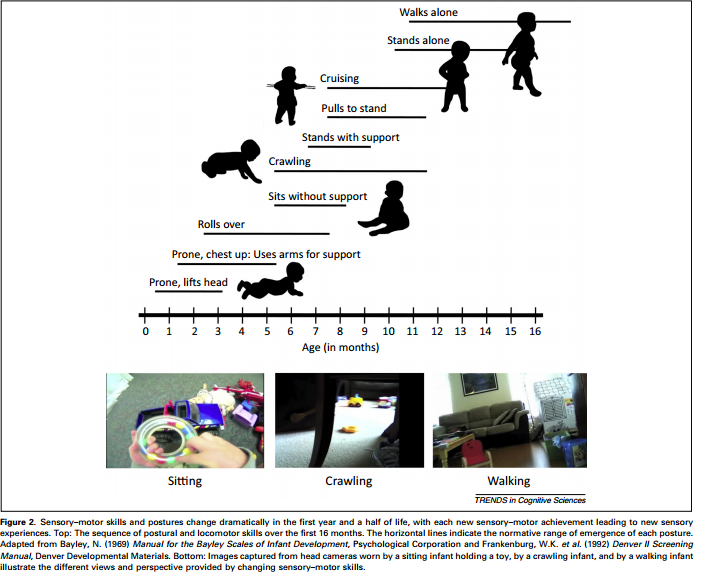 Walks alone
Stands alone
Cruising
Pulls to stand
Stands with support
Crawling
Sits without support
Rolls over
Prone, chest up: Uses arms for support
Prone, lifts head
0 1 2 3 4 5 6 7 8 9 10 11 12 13 14 15 16
Age (in months)
Sitting Crawling Walking
TRENDS in Cognitive Sciences
Figure 2. Sensory–motor skills and postures change dramatically in the first year and a half of life, with each new sensory–motor achievement leading to new sensory
experiences. Top: The sequence of postural and locomotor skills over the first 16 months. The horizontal lines indicate the normative range of emergence of each posture.
Adapted from Bayley, N. (1969) Manual for the Bayley Scales of Infant Development, Psychological Corporation and Frankenburg, W.K. et al. (1992) Denver II Screening
Manual, Denver Developmental Materials. Bottom: Images captured from head cameras worn by a sitting infant holding a toy, by a crawling infant, and by a walking infant
illustrate the different views and perspective provided by changing sensory–motor skills.